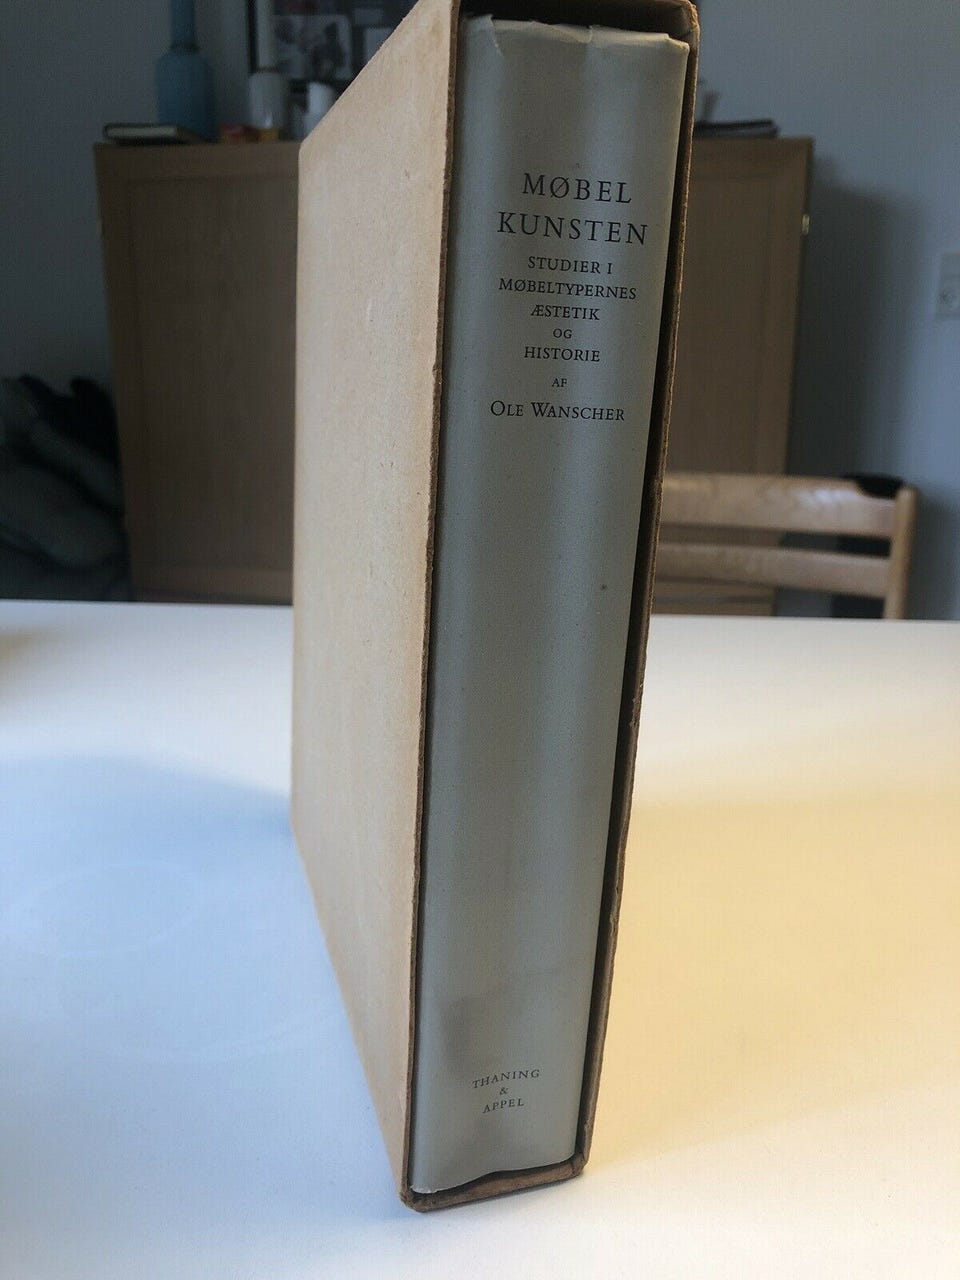 MØBEL
KUNSTEN
STUDIER I
MØBELTYPERNES
ÆSTETIK
OG
HISTORIE
AF
OLE WANSCHER
THANING
&
APPEL